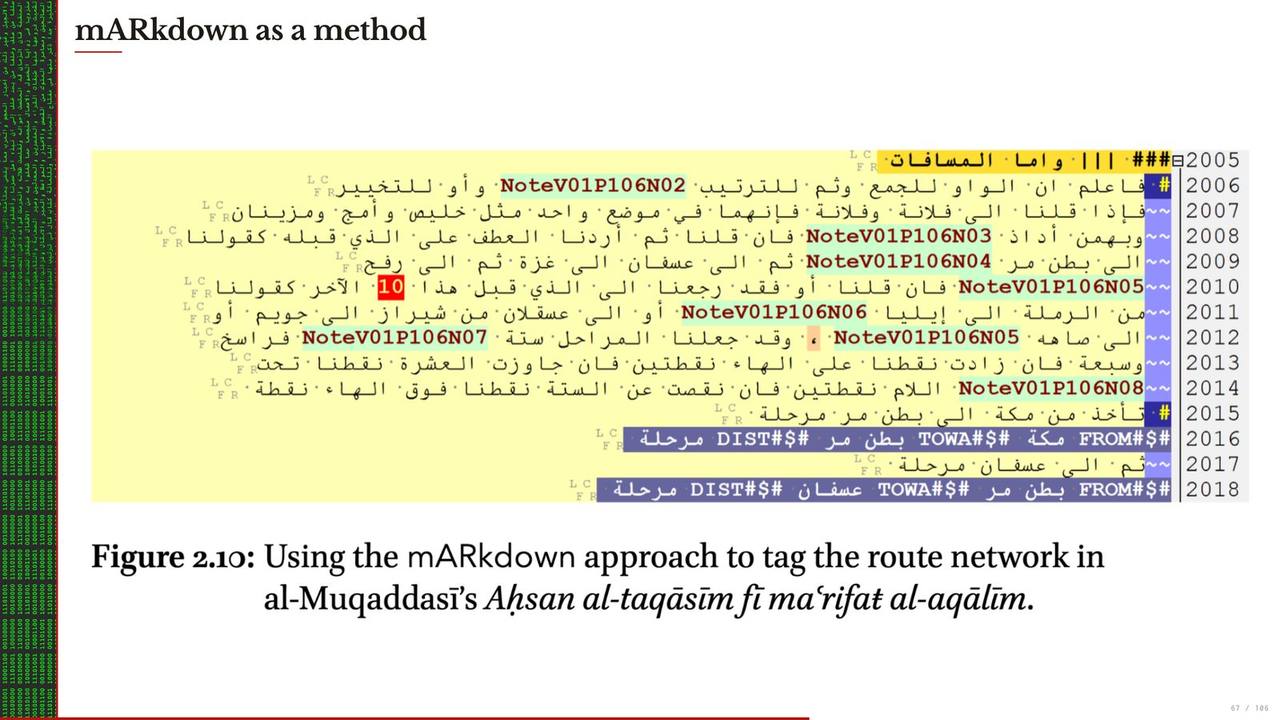 mARkdown as a method
2005 ### ||| واما المسافات
2006 # فاعلم ان الواو للجمع وثم للترتيب NoteV01P106N02 وأو للتخيير
2007 ~~فإذا قلنا الى فلانة وفلانة فإنهما في موضع واحد مثل خليص وأمج ومزينان
2008 ~~وبهمن أداذ NoteV01P106N03 فان قلنا ثم أردنا العطف على الذي قبله كقولنا
2009 ~~الى بطن مر NoteV01P106N04 ثم الى عسفان الى غزة ثم الى رفح
2010 ~~NoteV01P106N05 فان قلنا أو فقد رجعنا الى الذي قبل هذا 10 الآخر كقولنا
2011 ~~من الرملة الى إيليا NoteV01P106N06 أو الى عسقلان من شيراز الى جويم أو
2012 ~~الى صاهه NoteV01P106N05 ، وقد جعلنا المراحل ستة NoteV01P106N07 فراسخ
2013 ~~وسبعة فان زادت نقطنا على الهاء نقطتين فان جاوزت العشرة نقطنا تحت
2014 ~~NoteV01P106N08 اللام نقطتين فان نقصت عن الستة نقطنا فوق الهاء نقطة
2015 # تأخذ من مكة الى بطن مر مرحلة
2016 #$#FROM مكة #$#TOWA بطن مر #$#DIST مرحلة
2017 ~~ثم الى عسفان مرحلة
2018 #$#FROM بطن مر #$#TOWA عسفان #$#DIST مرحلة
Figure 2.10: Using the mARkdown approach to tag the route network in
al-Muqaddasī’s Aḥsan al-taqāsīm fī maʿrifaŧ al-aqālīm.
67 / 106